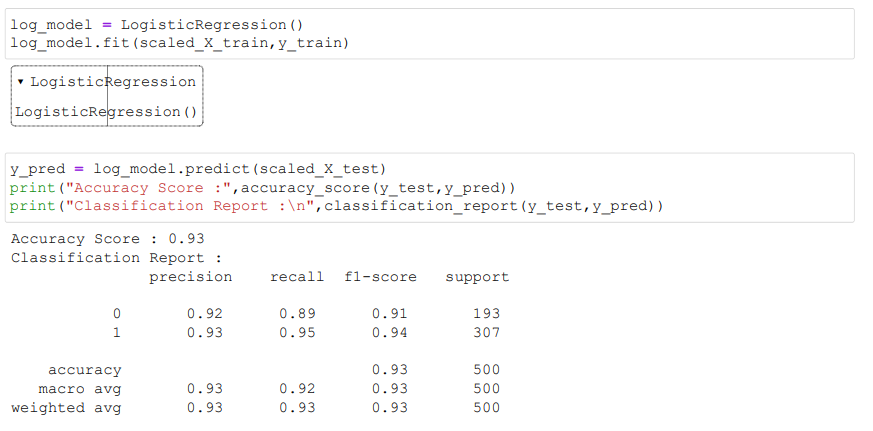 log_model = LogisticRegression()
log_model.fit(scaled_X_train,y_train)
▾ LogisticRegression
LogisticRegression()
y_pred = log_model.predict(scaled_X_test)
print("Accuracy Score :",accuracy_score(y_test,y_pred))
print("Classification Report :\n",classification_report(y_test,y_pred))
Accuracy Score : 0.93
Classification Report :
precision recall f1-score support
0 0.92 0.89 0.91 193
1 0.93 0.95 0.94 307
accuracy 0.93 500
macro avg 0.93 0.92 0.93 500
weighted avg 0.93 0.93 0.93 500